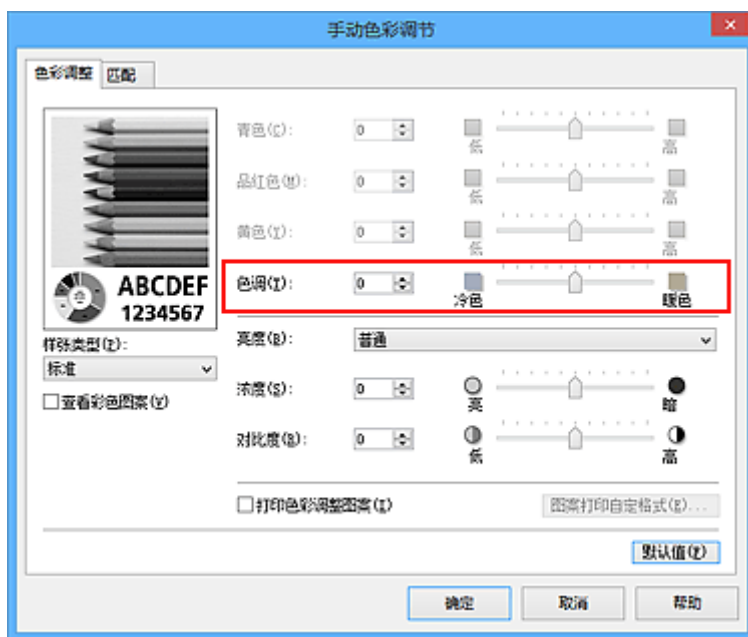 手动色彩调节
色彩调整 匹配
青色(C): 0 低 高
品红色(M): 0 低 高
黄色(Y): 0 低 高
色调(T): 0 冷色 暖色
ABCDEF
1234567
样张类型(L):
标准
查看彩色图案(V)
亮度(B): 普通
浓度(S): 0 亮 暗
对比度(R): 0 低 高
打印色彩调整图案(I) 图案打印自定格式(E)...
默认值(F)
确定 取消 帮助